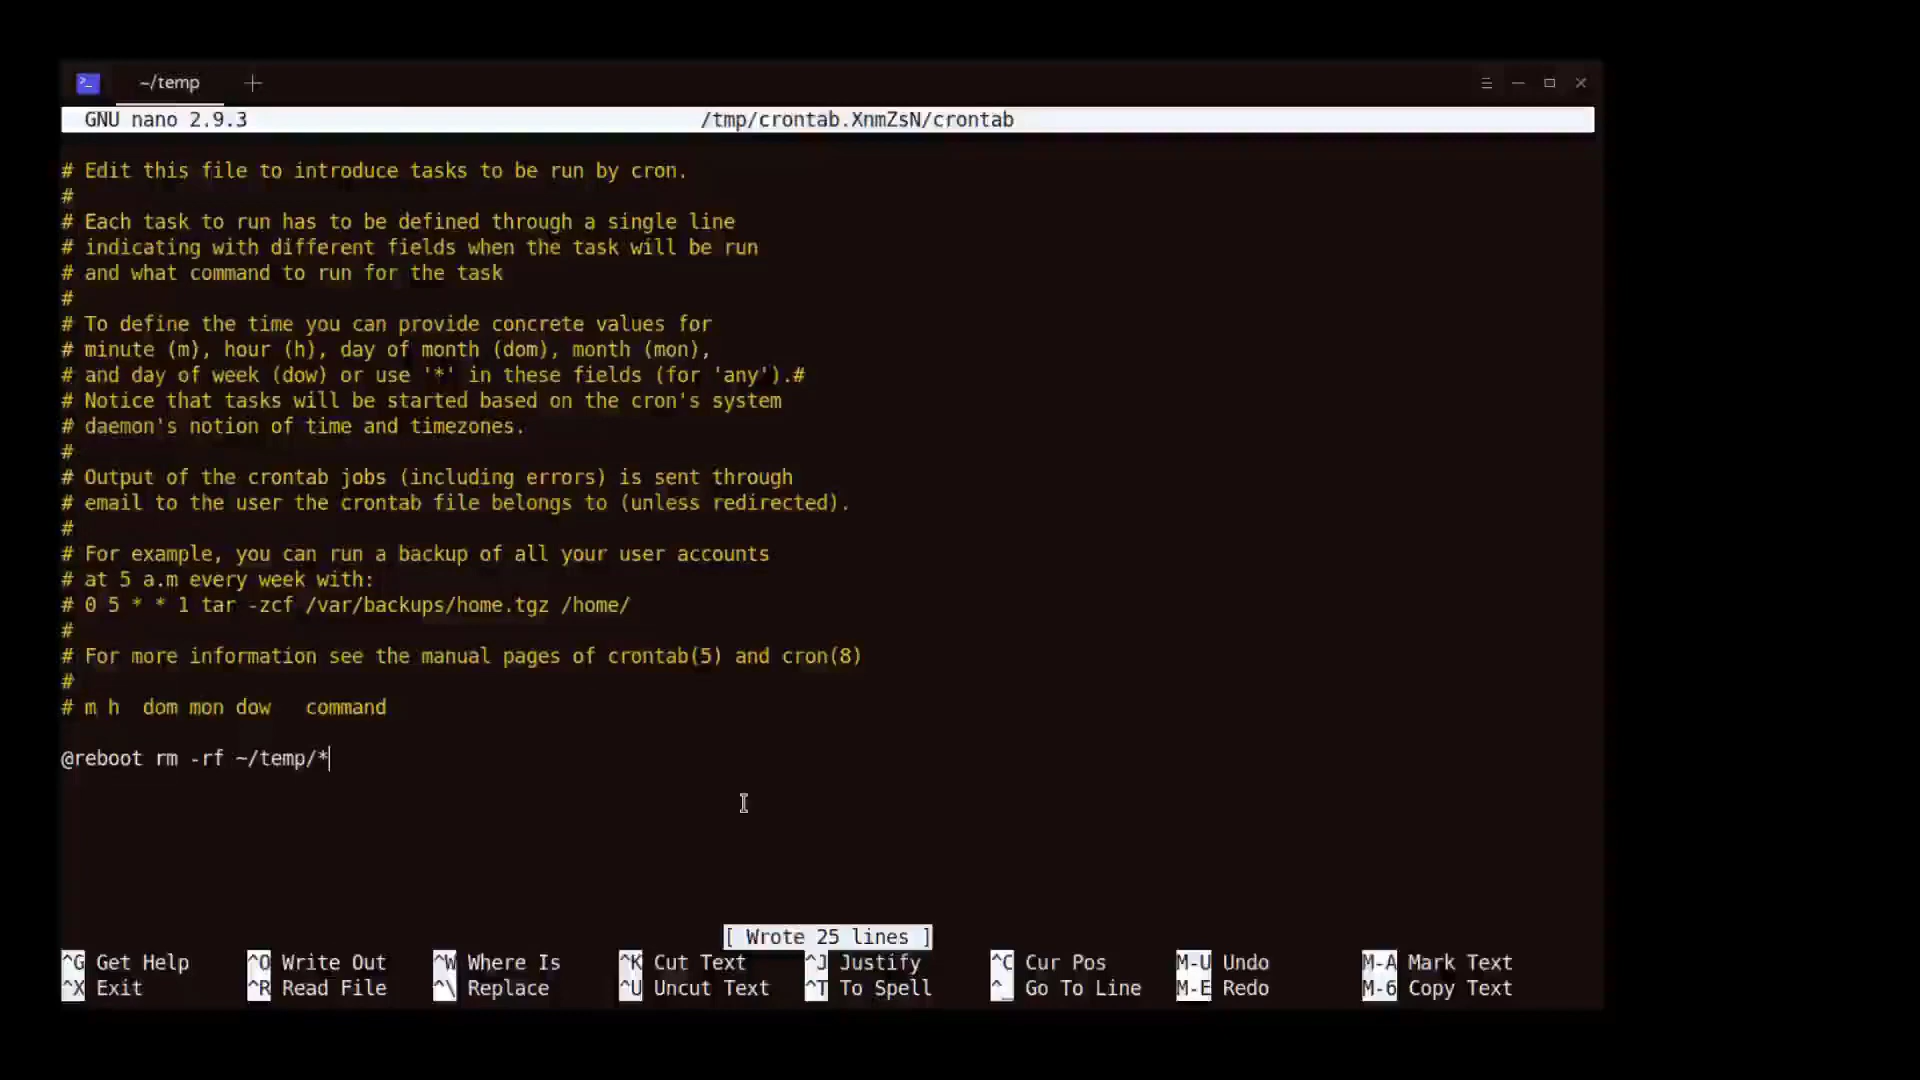 ~/temp
GNU nano 2.9.3 /tmp/crontab.XnmZsN/crontab
# Edit this file to introduce tasks to be run by cron.
#
# Each task to run has to be defined through a single line
# indicating with different fields when the task will be run
# and what command to run for the task
#
# To define the time you can provide concrete values for
# minute (m), hour (h), day of month (dom), month (mon),
# and day of week (dow) or use '*' in these fields (for 'any').#
# Notice that tasks will be started based on the cron's system
# daemon's notion of time and timezones.
#
# Output of the crontab jobs (including errors) is sent through
# email to the user the crontab file belongs to (unless redirected).
#
# For example, you can run a backup of all your user accounts
# at 5 a.m every week with:
# 0 5 * * 1 tar -zcf /var/backups/home.tgz /home/
#
# For more information see the manual pages of crontab(5) and cron(8)
#
# m h  dom mon dow   command
@reboot rm -rf ~/temp/*
[ Wrote 25 lines ]
^G Get Help ^O Write Out ^W Where Is ^K Cut Text ^J Justify ^C Cur Pos M-U Undo M-A Mark Text
^X Exit ^R Read File ^\ Replace ^U Uncut Text ^T To Spell ^_ Go To Line M-E Redo M-6 Copy Text